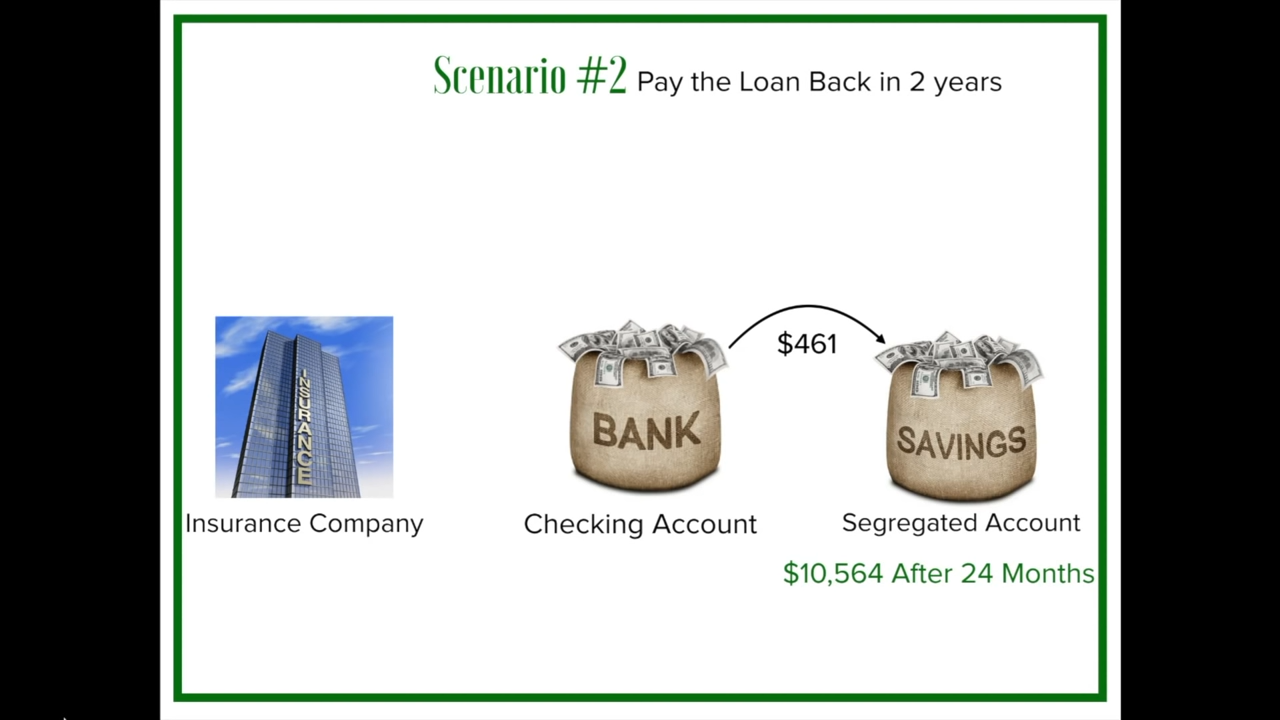 Scenario #2 Pay the Loan Back in 2 years
$461
INSURANCE
BANK
SAVINGS
Insurance Company
Checking Account
Segregated Account
$10,564 After 24 Months